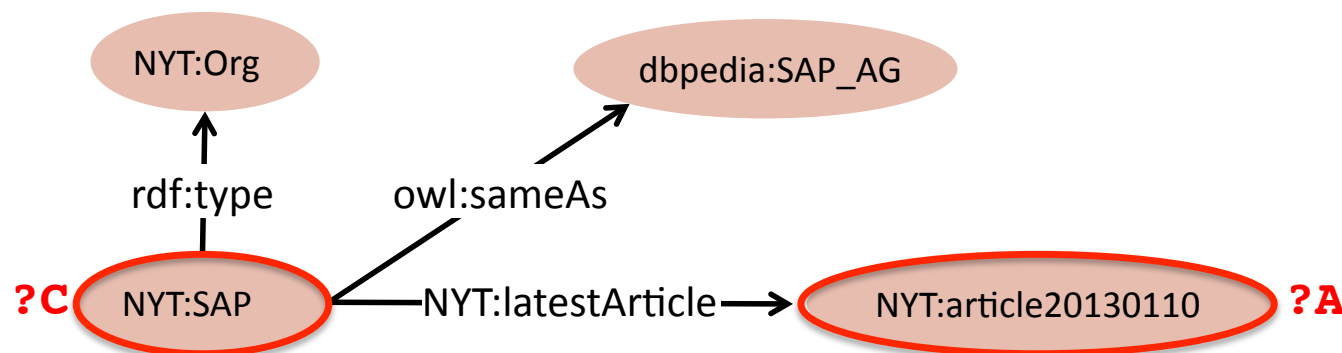 NYT:Org
dbpedia:SAP_AG
rdf:type
owl:sameAs
?C
NYT:SAP
NYT:latestArticle
NYT:article20130110
?A